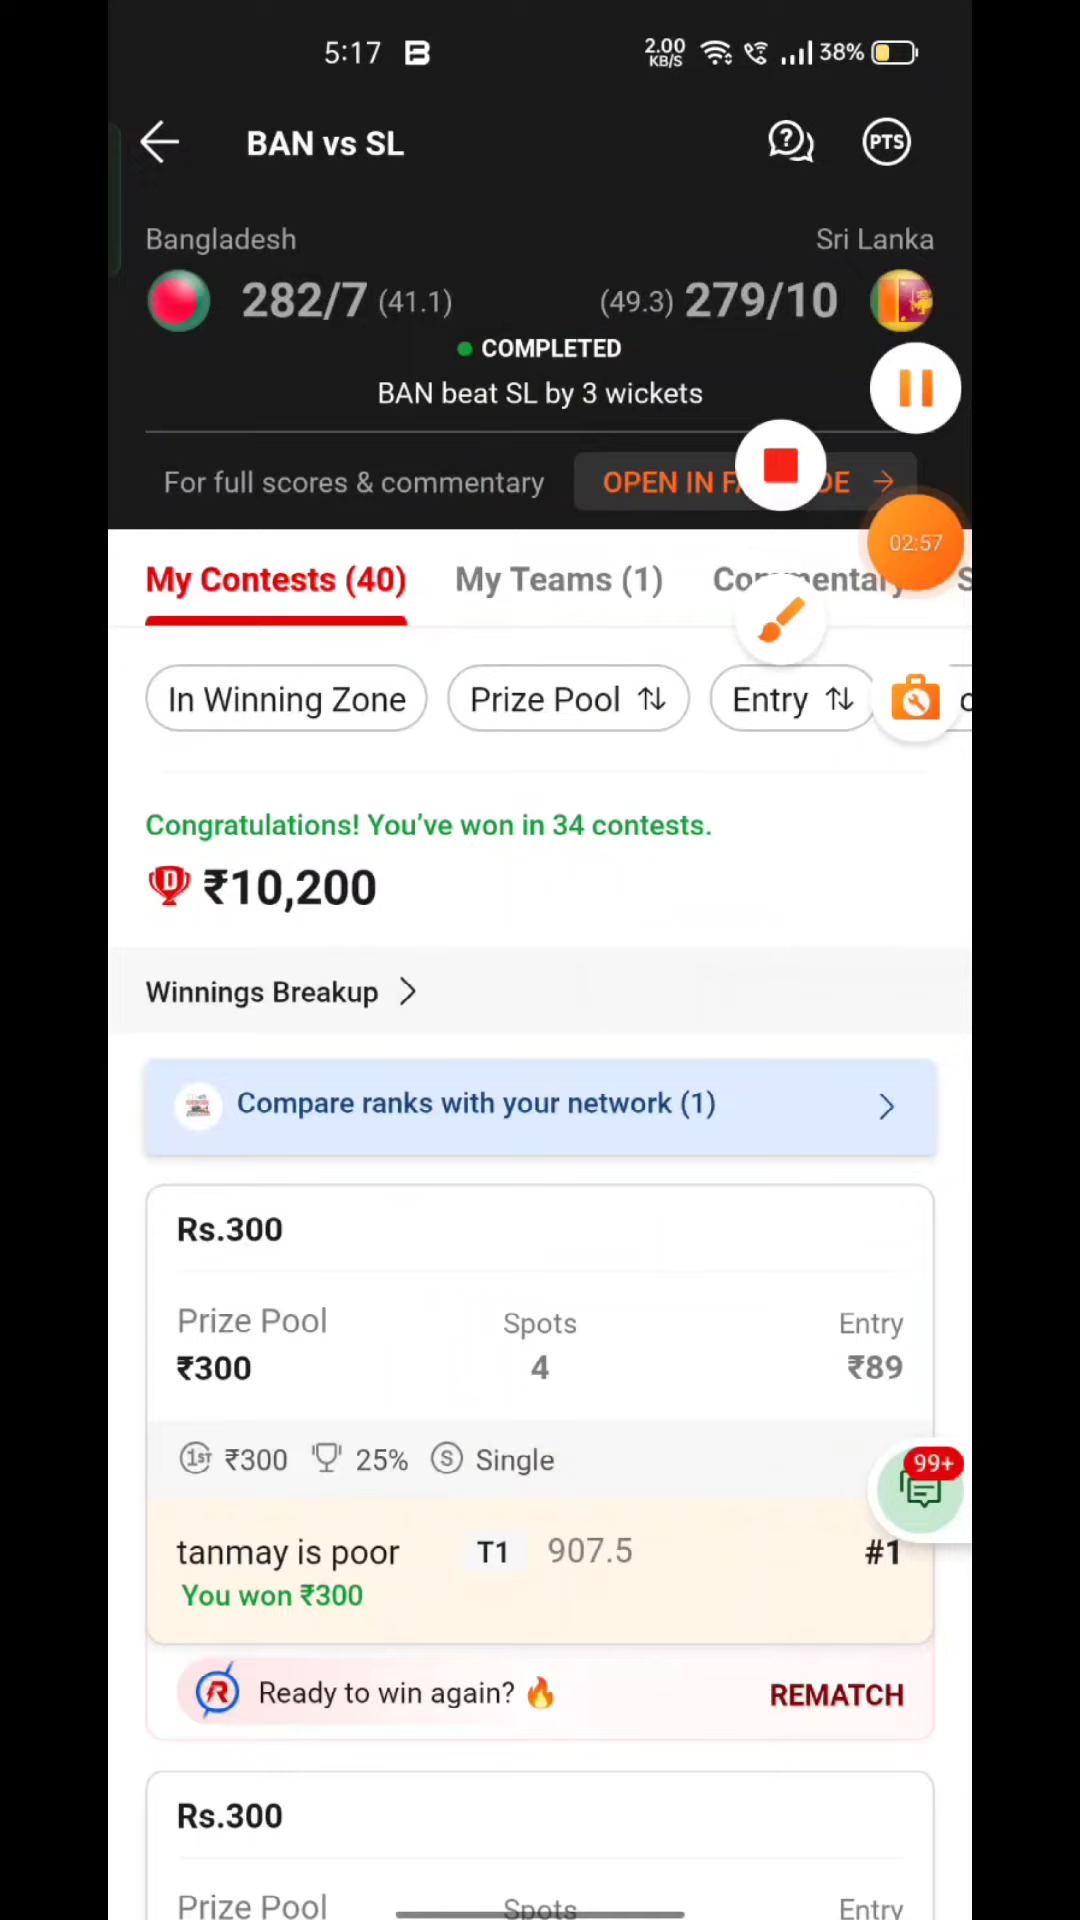 5:17 2.00 KB/S 38%
BAN vs SL PTS
Bangladesh Sri Lanka
282/7 (41.1) (49.3) 279/10
COMPLETED
BAN beat SL by 3 wickets
For full scores & commentary OPEN IN
02:57
My Contests (40) My Teams (1)
In Winning Zone Prize Pool Entry
Congratulations! You've won in 34 contests.
D ₹10,200
Winnings Breakup
Compare ranks with your network (1)
Rs.300
Prize Pool Spots Entry
₹300 4 ₹89
1ST ₹300 25% S Single
99+
tanmay is poor T1 907.5 #1
You won ₹300
R Ready to win again? REMATCH
Rs.300
Prize Pool Spots Entry